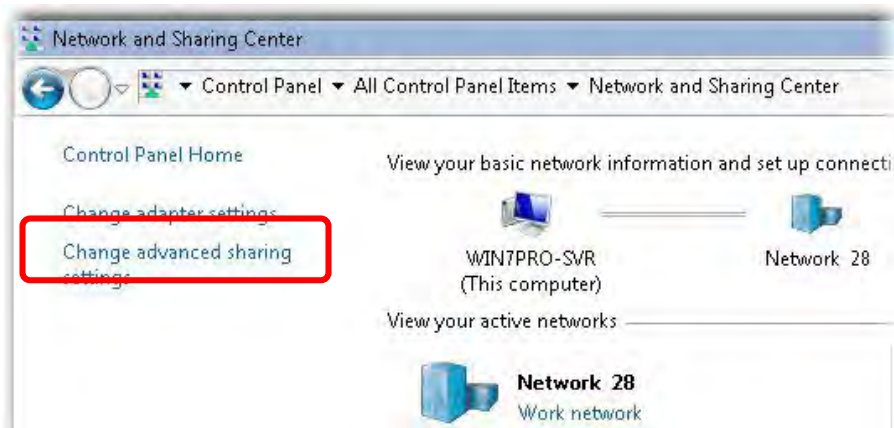 Network and Sharing Center
Control Panel All Control Panel Items Network and Sharing Center
Control Panel Home
Change adapter settings
Change advanced sharing
settings
View your basic network information and set up connecti
WIN7PRO-SVR
(This computer)
Network 28
View your active networks
Network 28
Work network